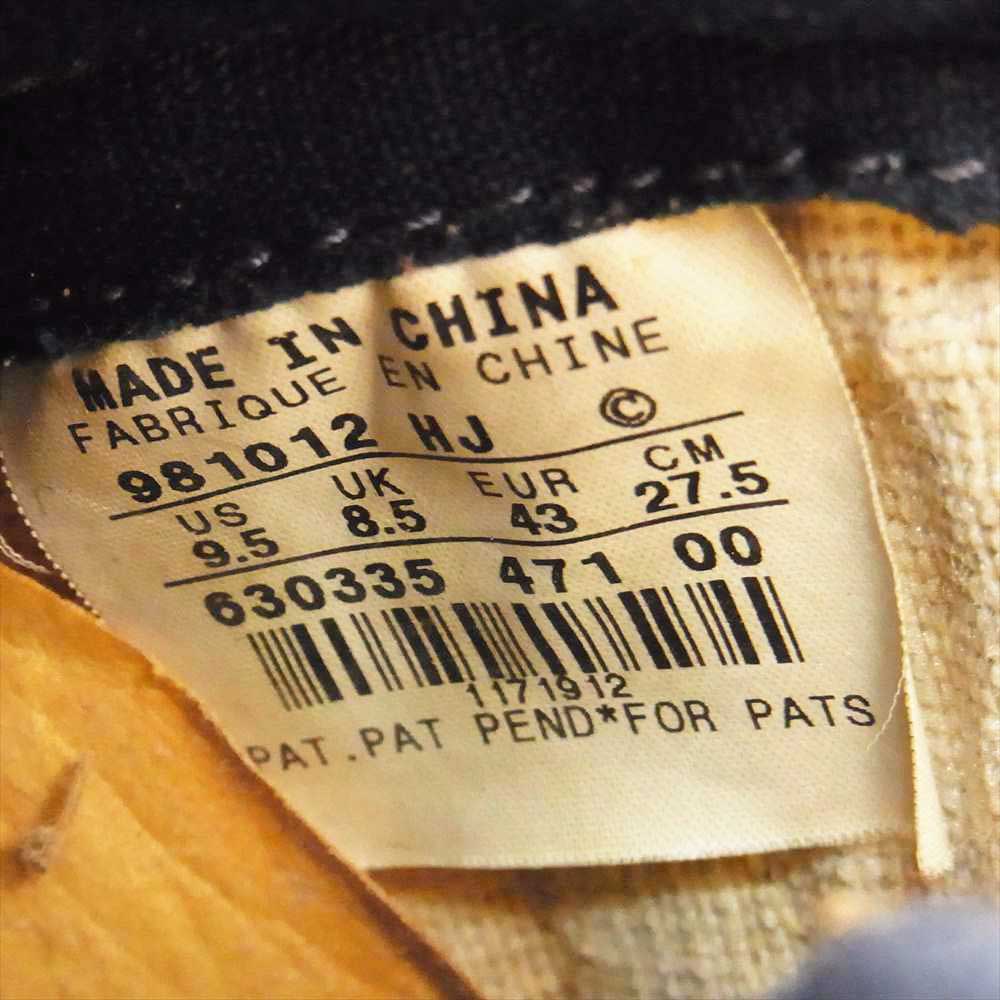 MADE IN CHINA
FABRIQUE EN CHINE
981012 HJ ©
US UK EUR CM
9.5 8.5 43 27.5
630335 471 00
1171912
PAT.PAT PEND*FOR PATS